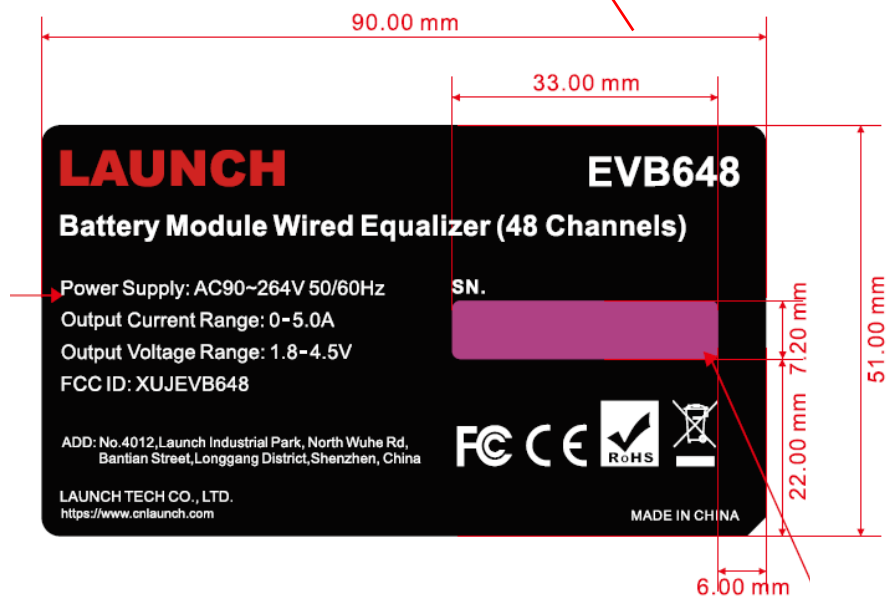 90.00 mm
33.00 mm
LAUNCH
EVB648
Battery Module Wired Equalizer (48 Channels)
Power Supply: AC90~264V 50/60Hz
SN.
Output Current Range: 0-5.0A
Output Voltage Range: 1.8-4.5V
FCC ID: XUJEVB648
7.20 mm
51.00 mm
22.00 mm
ADD: No.4012,Launch Industrial Park, North Wuhe Rd,
Bantian Street,Longgang District,Shenzhen, China
FC CE
RoHS
LAUNCH TECH CO., LTD.
https://www.cnlaunch.com
MADE IN CHINA
6.00 mm